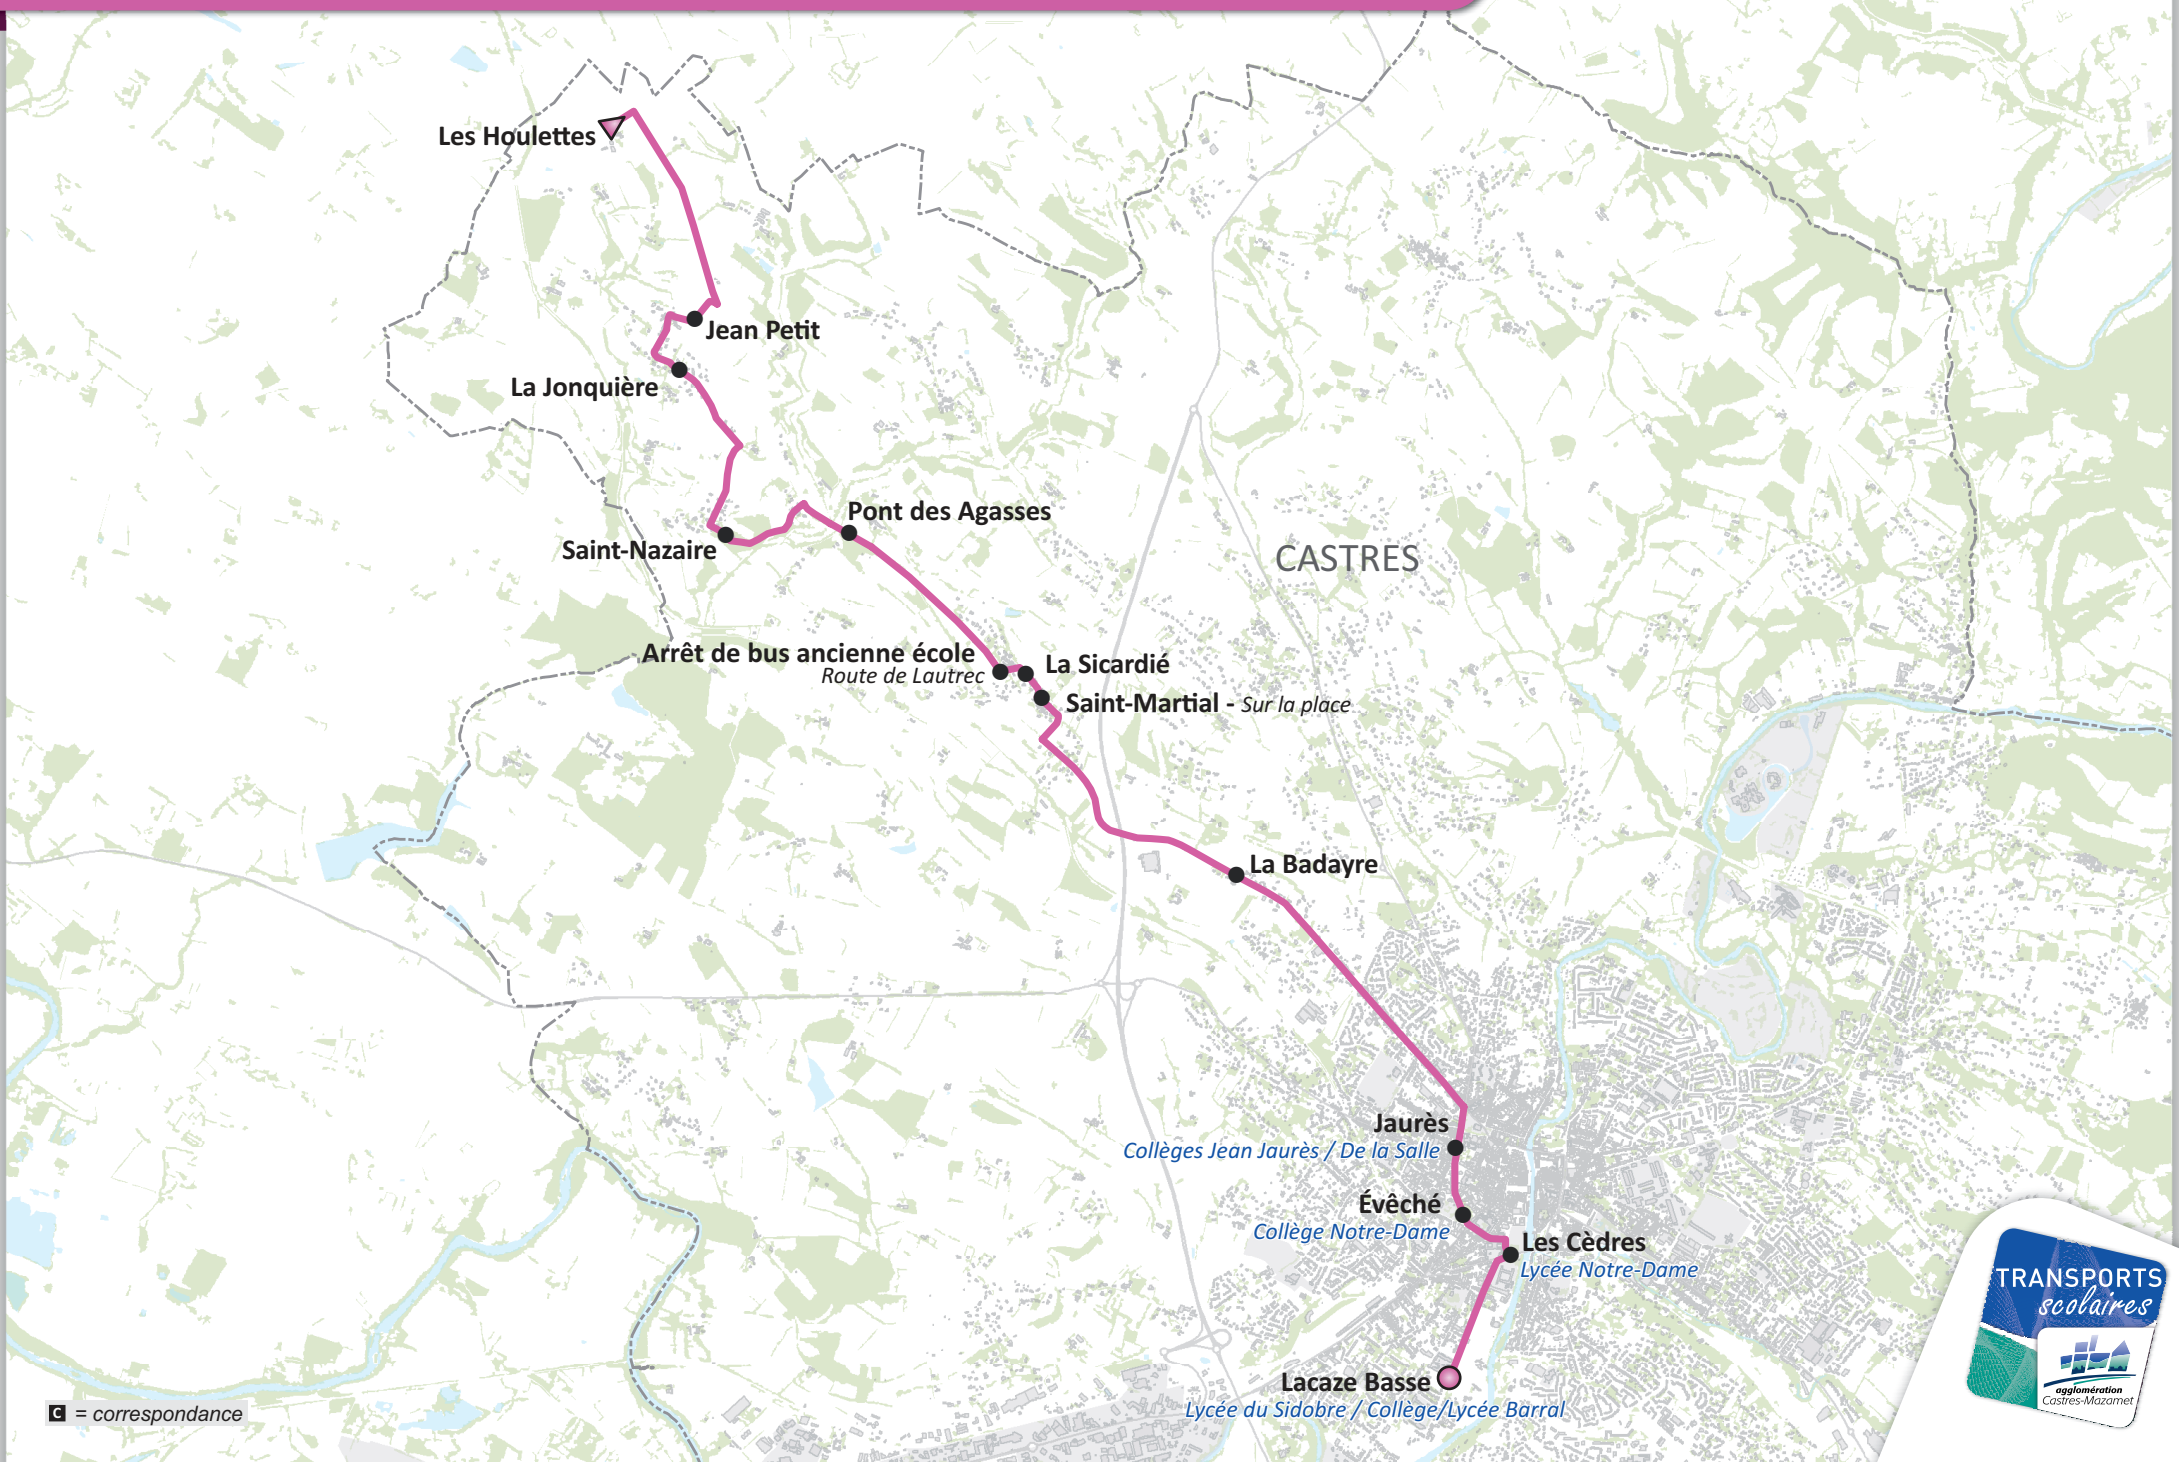 Les Houlettes
Jean Petit
La Jonquière
Pont des Agasses
Saint-Nazaire
CASTRES
Arrêt de bus ancienne école
Route de Lautrec
La Sicardié
Saint-Martial - Sur la place
La Badayre
Jaurès
Collèges Jean Jaurès / De la Salle
Évêché
Collège Notre-Dame
Les Cèdres
Lycée Notre-Dame
Lacaze Basse
Lycée du Sidobre / Collège/Lycée Barral
C = correspondance
TRANSPORTS
scolaires
agglomération
Castres-Mazamet